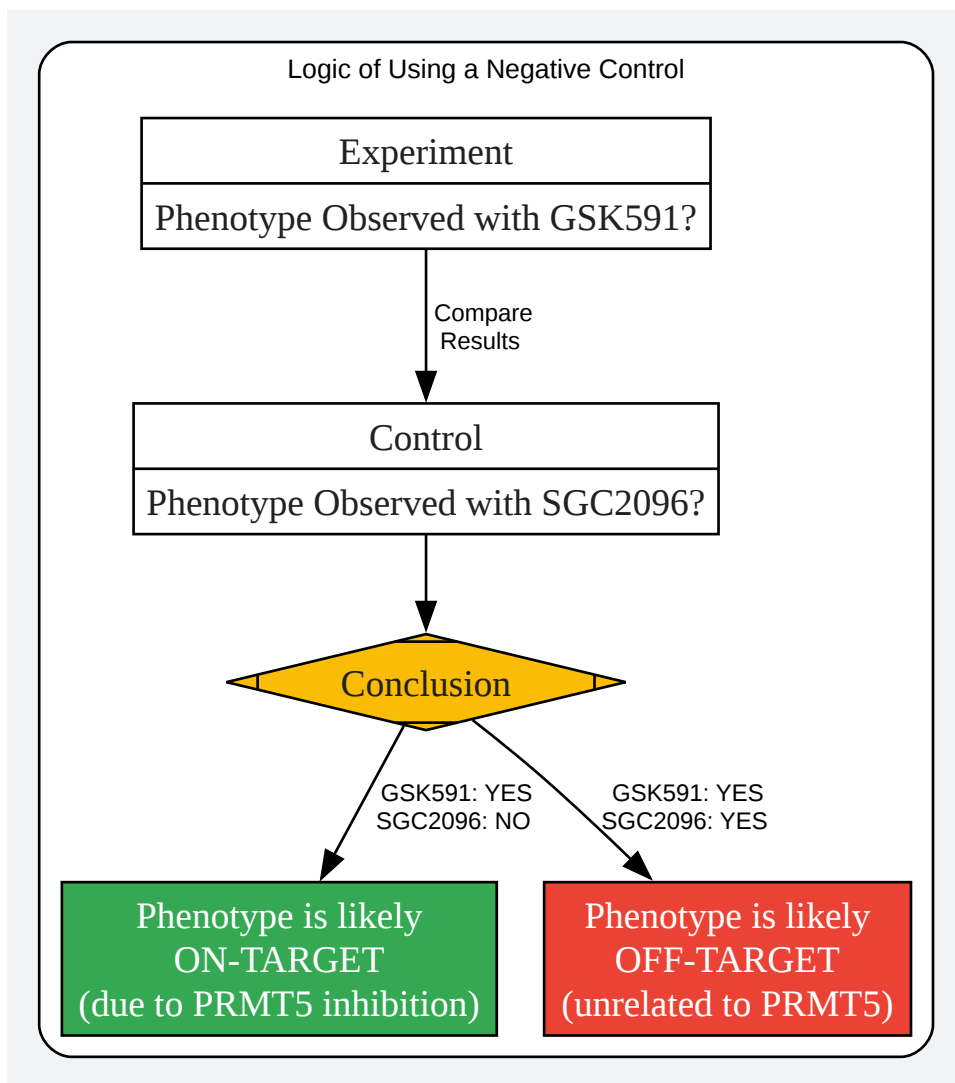 Logic of Using a Negative Control
Experiment
Phenotype Observed with GSK591?
Compare
Results
Control
Phenotype Observed with SGC2096?
Conclusion
GSK591: YES
SGC2096: NO
GSK591: YES
SGC2096: YES
Phenotype is likely
ON-TARGET
(due to PRMT5 inhibition)
Phenotype is likely
OFF-TARGET
(unrelated to PRMT5)